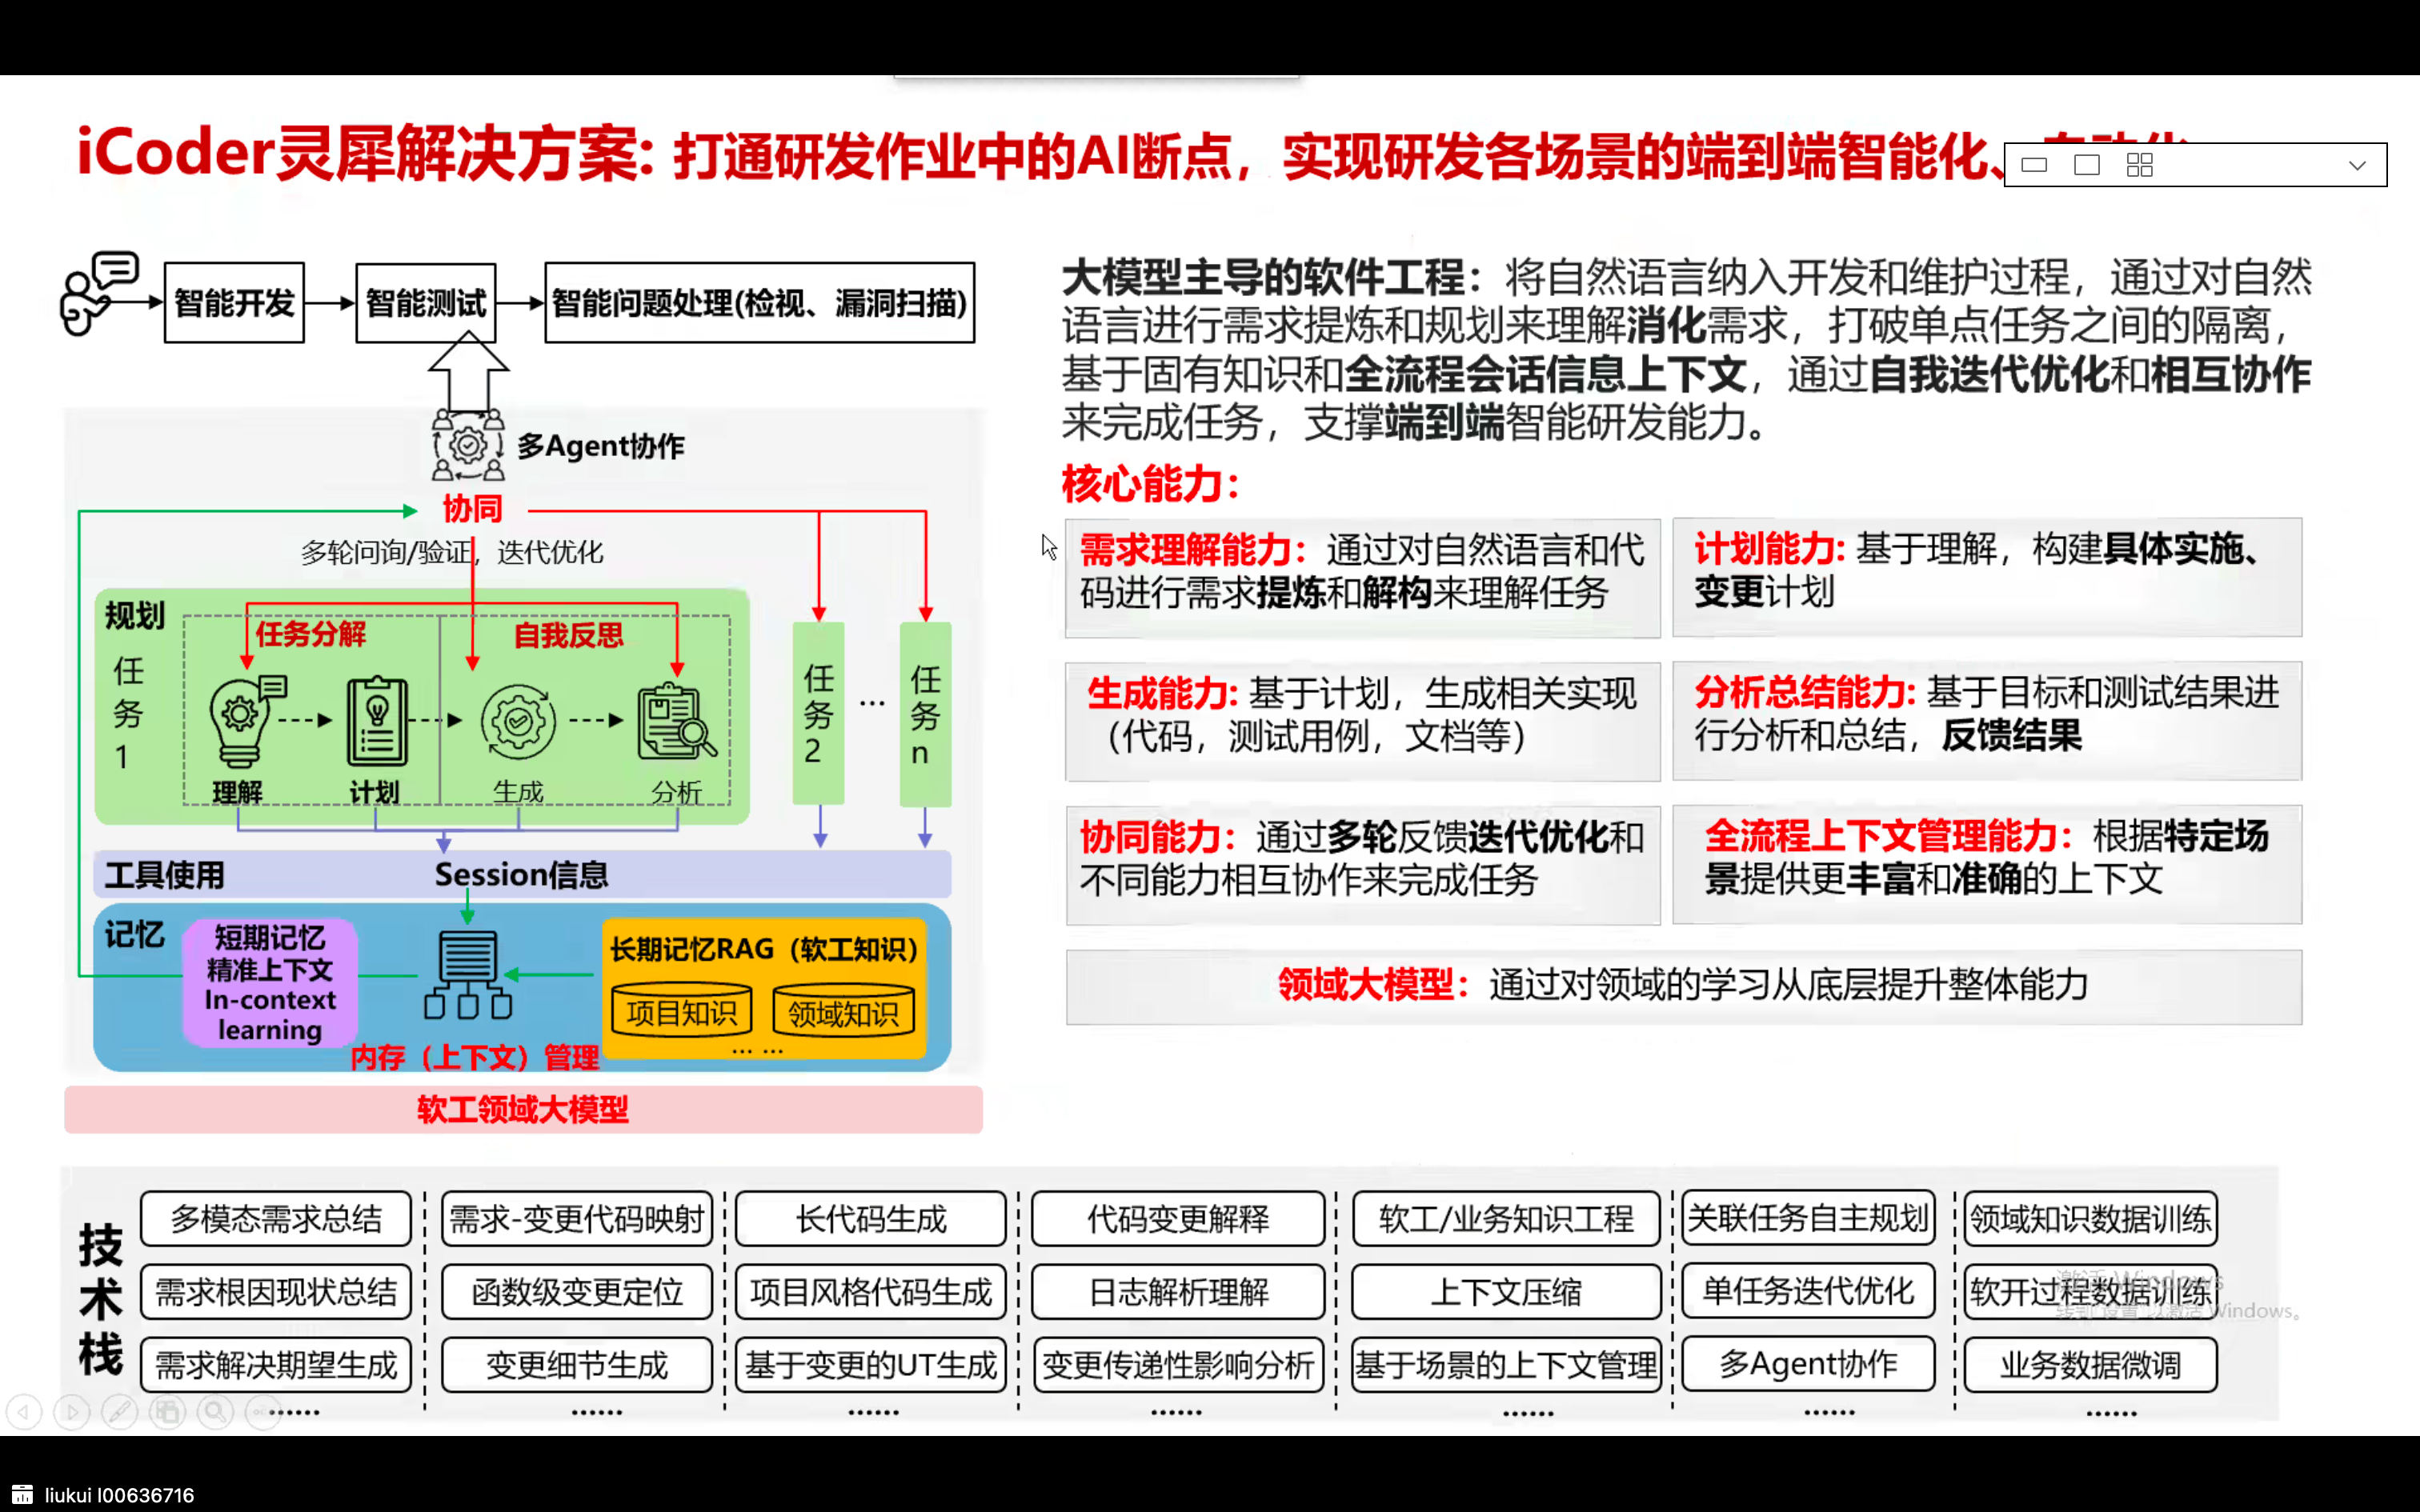 iCoder灵犀解决方案: 打通研发作业中的AI断点，实现研发各场景的端到端智能化、
智能开发
智能测试
智能问题处理(检视、漏洞扫描)
多Agent协作
协同
多轮问询/验证，迭代优化
规划
任务分解
自我反思
任
务
1
理解
计划
生成
分析
任
务
2
...
任
务
n
工具使用
Session信息
记忆
短期记忆
精准上下文
In-context
learning
长期记忆RAG（软工知识）
项目知识
领域知识
... ...
内存（上下文）管理
软工领域大模型
大模型主导的软件工程：将自然语言纳入开发和维护过程，通过对自然
语言进行需求提炼和规划来理解消化需求，打破单点任务之间的隔离，
基于固有知识和全流程会话信息上下文，通过自我迭代优化和相互协作
来完成任务，支撑端到端智能研发能力。
核心能力：
需求理解能力：通过对自然语言和代
码进行需求提炼和解构来理解任务
计划能力: 基于理解，构建具体实施、
变更计划
生成能力: 基于计划，生成相关实现
（代码，测试用例，文档等）
分析总结能力: 基于目标和测试结果进
行分析和总结，反馈结果
协同能力：通过多轮反馈迭代优化和
不同能力相互协作来完成任务
全流程上下文管理能力：根据特定场
景提供更丰富和准确的上下文
领域大模型：通过对领域的学习从底层提升整体能力
技
术
栈
多模态需求总结
需求-变更代码映射
长代码生成
代码变更解释
软工/业务知识工程
关联任务自主规划
领域知识数据训练
需求根因现状总结
函数级变更定位
项目风格代码生成
日志解析理解
上下文压缩
单任务迭代优化
软开过程数据训练
需求解决期望生成
变更细节生成
基于变更的UT生成
变更传递性影响分析
基于场景的上下文管理
多Agent协作
业务数据微调
......
......
......
......
......
......
......
激活 Windows
转到"设置"以激活 Windows。
liukui l00636716